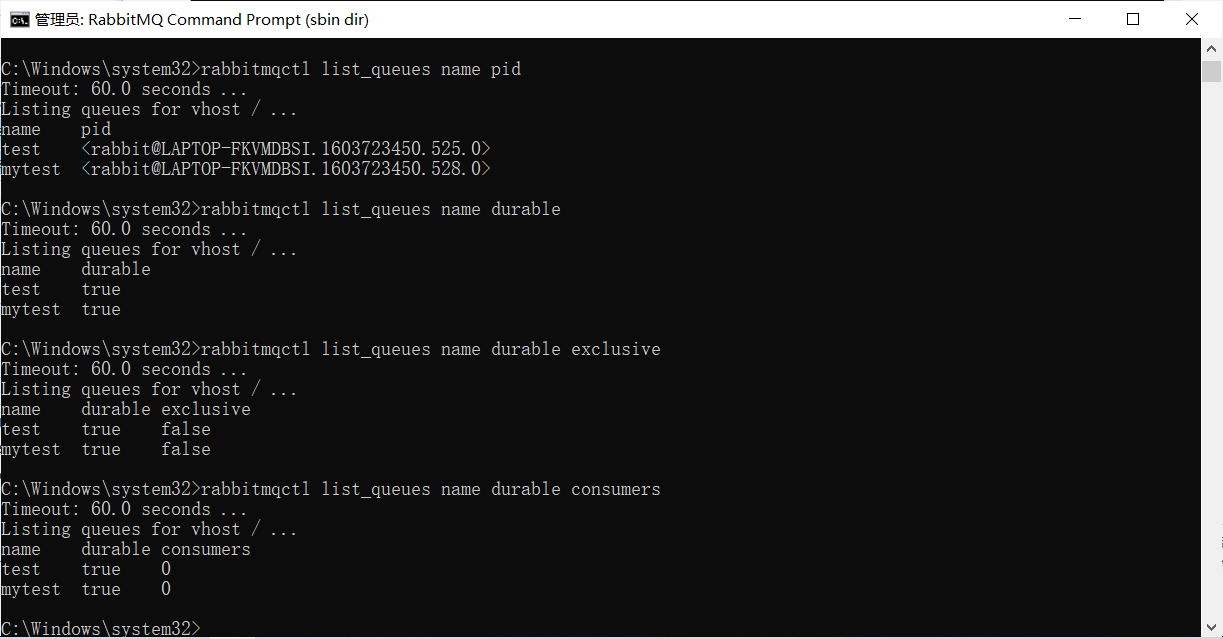 管理员: RabbitMQ Command Prompt (sbin dir)
C:\Windows\system32>rabbitmqctl list_queues name pid
Timeout: 60.0 seconds ...
Listing queues for vhost / ...
name    pid
test    <rabbit@LAPTOP-FKVMDBSI.1603723450.525.0>
mytest  <rabbit@LAPTOP-FKVMDBSI.1603723450.528.0>
C:\Windows\system32>rabbitmqctl list_queues name durable
Timeout: 60.0 seconds ...
Listing queues for vhost / ...
name    durable
test    true
mytest  true
C:\Windows\system32>rabbitmqctl list_queues name durable exclusive
Timeout: 60.0 seconds ...
Listing queues for vhost / ...
name    durable exclusive
test    true    false
mytest  true    false
C:\Windows\system32>rabbitmqctl list_queues name durable consumers
Timeout: 60.0 seconds ...
Listing queues for vhost / ...
name    durable consumers
test    true    0
mytest  true    0
C:\Windows\system32>